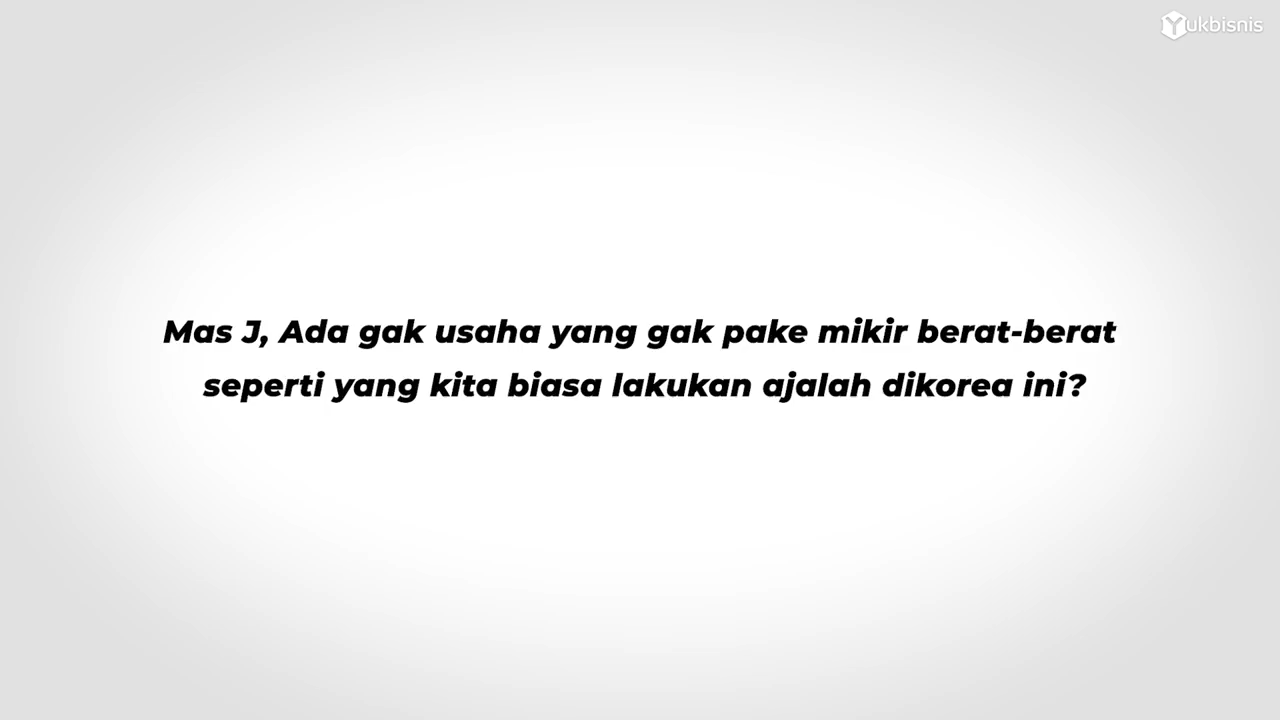 Yukbisnis
Mas J, Ada gak usaha yang gak pake mikir berat-berat
seperti yang kita biasa lakukan ajalah dikorea ini?